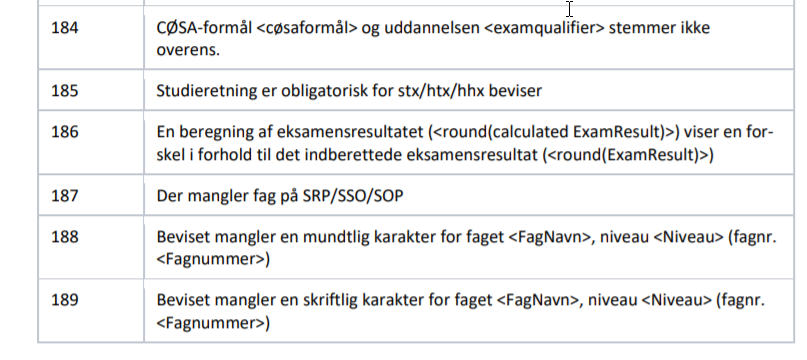 184 CØSA-formål <cøsaformål> og uddannelsen <examqualifier> stemmer ikke
overens.
185 Studieretning er obligatorisk for stx/htx/hhx beviser
186 En beregning af eksamensresultatet (<round(calculated ExamResult)>) viser en for-
skel i forhold til det indberettede eksamensresultat (<round(ExamResult)>)
187 Der mangler fag på SRP/SSO/SOP
188 Beviset mangler en mundtlig karakter for faget <FagNavn>, niveau <Niveau> (fagnr.
<Fagnummer>)
189 Beviset mangler en skriftlig karakter for faget <FagNavn>, niveau <Niveau> (fagnr.
<Fagnummer>)